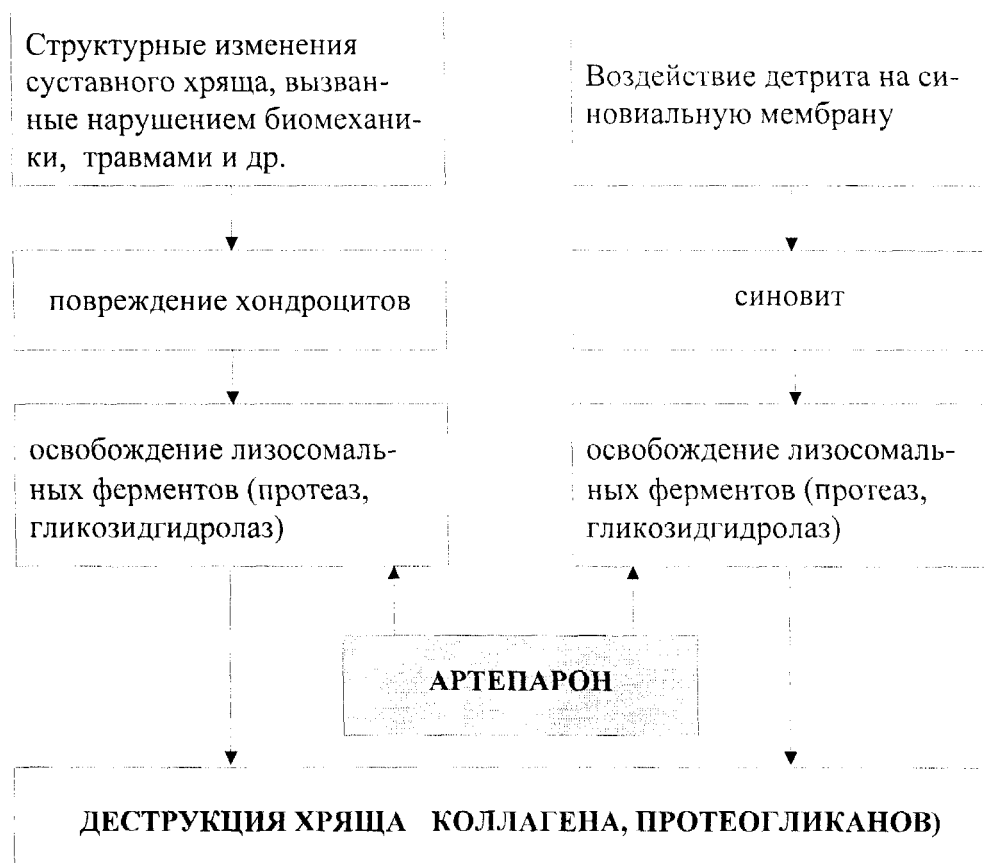 Структурные изменения
суставного хряща, вызван-
ные нарушением биомехани-
ки, травмами и др.
Воздействие детрита на си-
новиальную мембрану
повреждение хондроцитов
синовит
освобождение лизосомаль-
ных ферментов (протеаз,
гликозидгидролаз)
освобождение лизосомаль-
ных ферментов (протеаз,
гликозидгидролаз)
АРТЕПАРОН
ДЕСТРУКЦИЯ ХРЯЩА КОЛЛАГЕНА, ПРОТЕОГЛИКАНОВ)